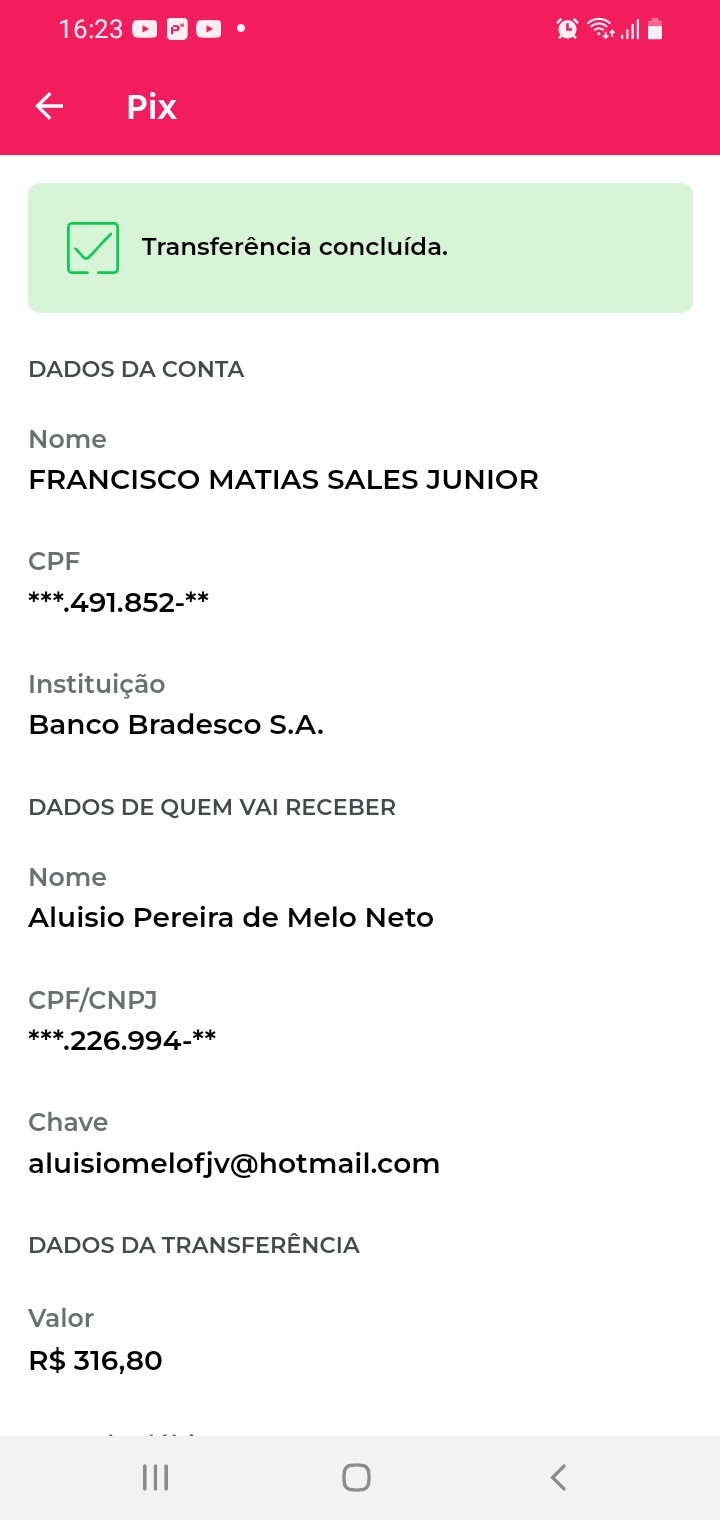 16:23
Pix
Transferência concluída.
DADOS DA CONTA
Nome
FRANCISCO MATIAS SALES JUNIOR
CPF
***.491.852-**
Instituição
Banco Bradesco S.A.
DADOS DE QUEM VAI RECEBER
Nome
Aluisio Pereira de Melo Neto
CPF/CNPJ
***.226.994-**
Chave
aluisiomelofjv@hotmail.com
DADOS DA TRANSFERÊNCIA
Valor
R$ 316,80